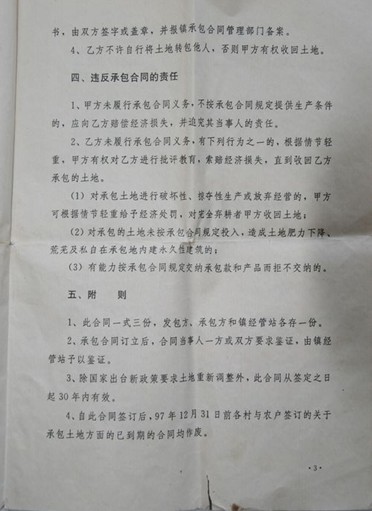 书，由双方签字或盖章，并报镇承包合同管理部门备案。
4、乙方不许自行将土地转包他人，否则甲方有权收回土地。
四、违反承包合同的责任
1、甲方未履行承包合同义务，不按承包合同规定提供生产条件
的，应向乙方赔偿经济损失，并追究其当事人的责任。
2、乙方未履行承包合同义务，有下列行为之一的，根据情节轻
重，甲方有权对乙方进行批评教育，索赔经济损失，直到收回乙方
承包的土地。
(1) 对承包土地进行破坏性、掠夺性生产或放弃经营的，甲方
可根据情节轻重给予经济处罚，对完全弃耕者甲方收回土地；
(2) 对承包的土地未按承包合同规定投入，造成土地肥力下降、
荒芜及私自在承包地内建永久性建筑的；
(3) 有能力按承包合同规定交纳承包款和产品而拒不交纳的。
五、附 则
1、此合同一式三份，发包方、承包方和镇经管站各存一份。
2、承包合同订立后，合同当事人一方或双方要求鉴证，由镇经
管站予以鉴证。
3、除国家出台新政策要求土地重新调整外，此合同从签定之日
起 30 年内有效。
4、自此合同签订后，97 年 12 月 31 日前各村与农户签订的关于
承包土地方面的已到期的合同均作废。
·3·